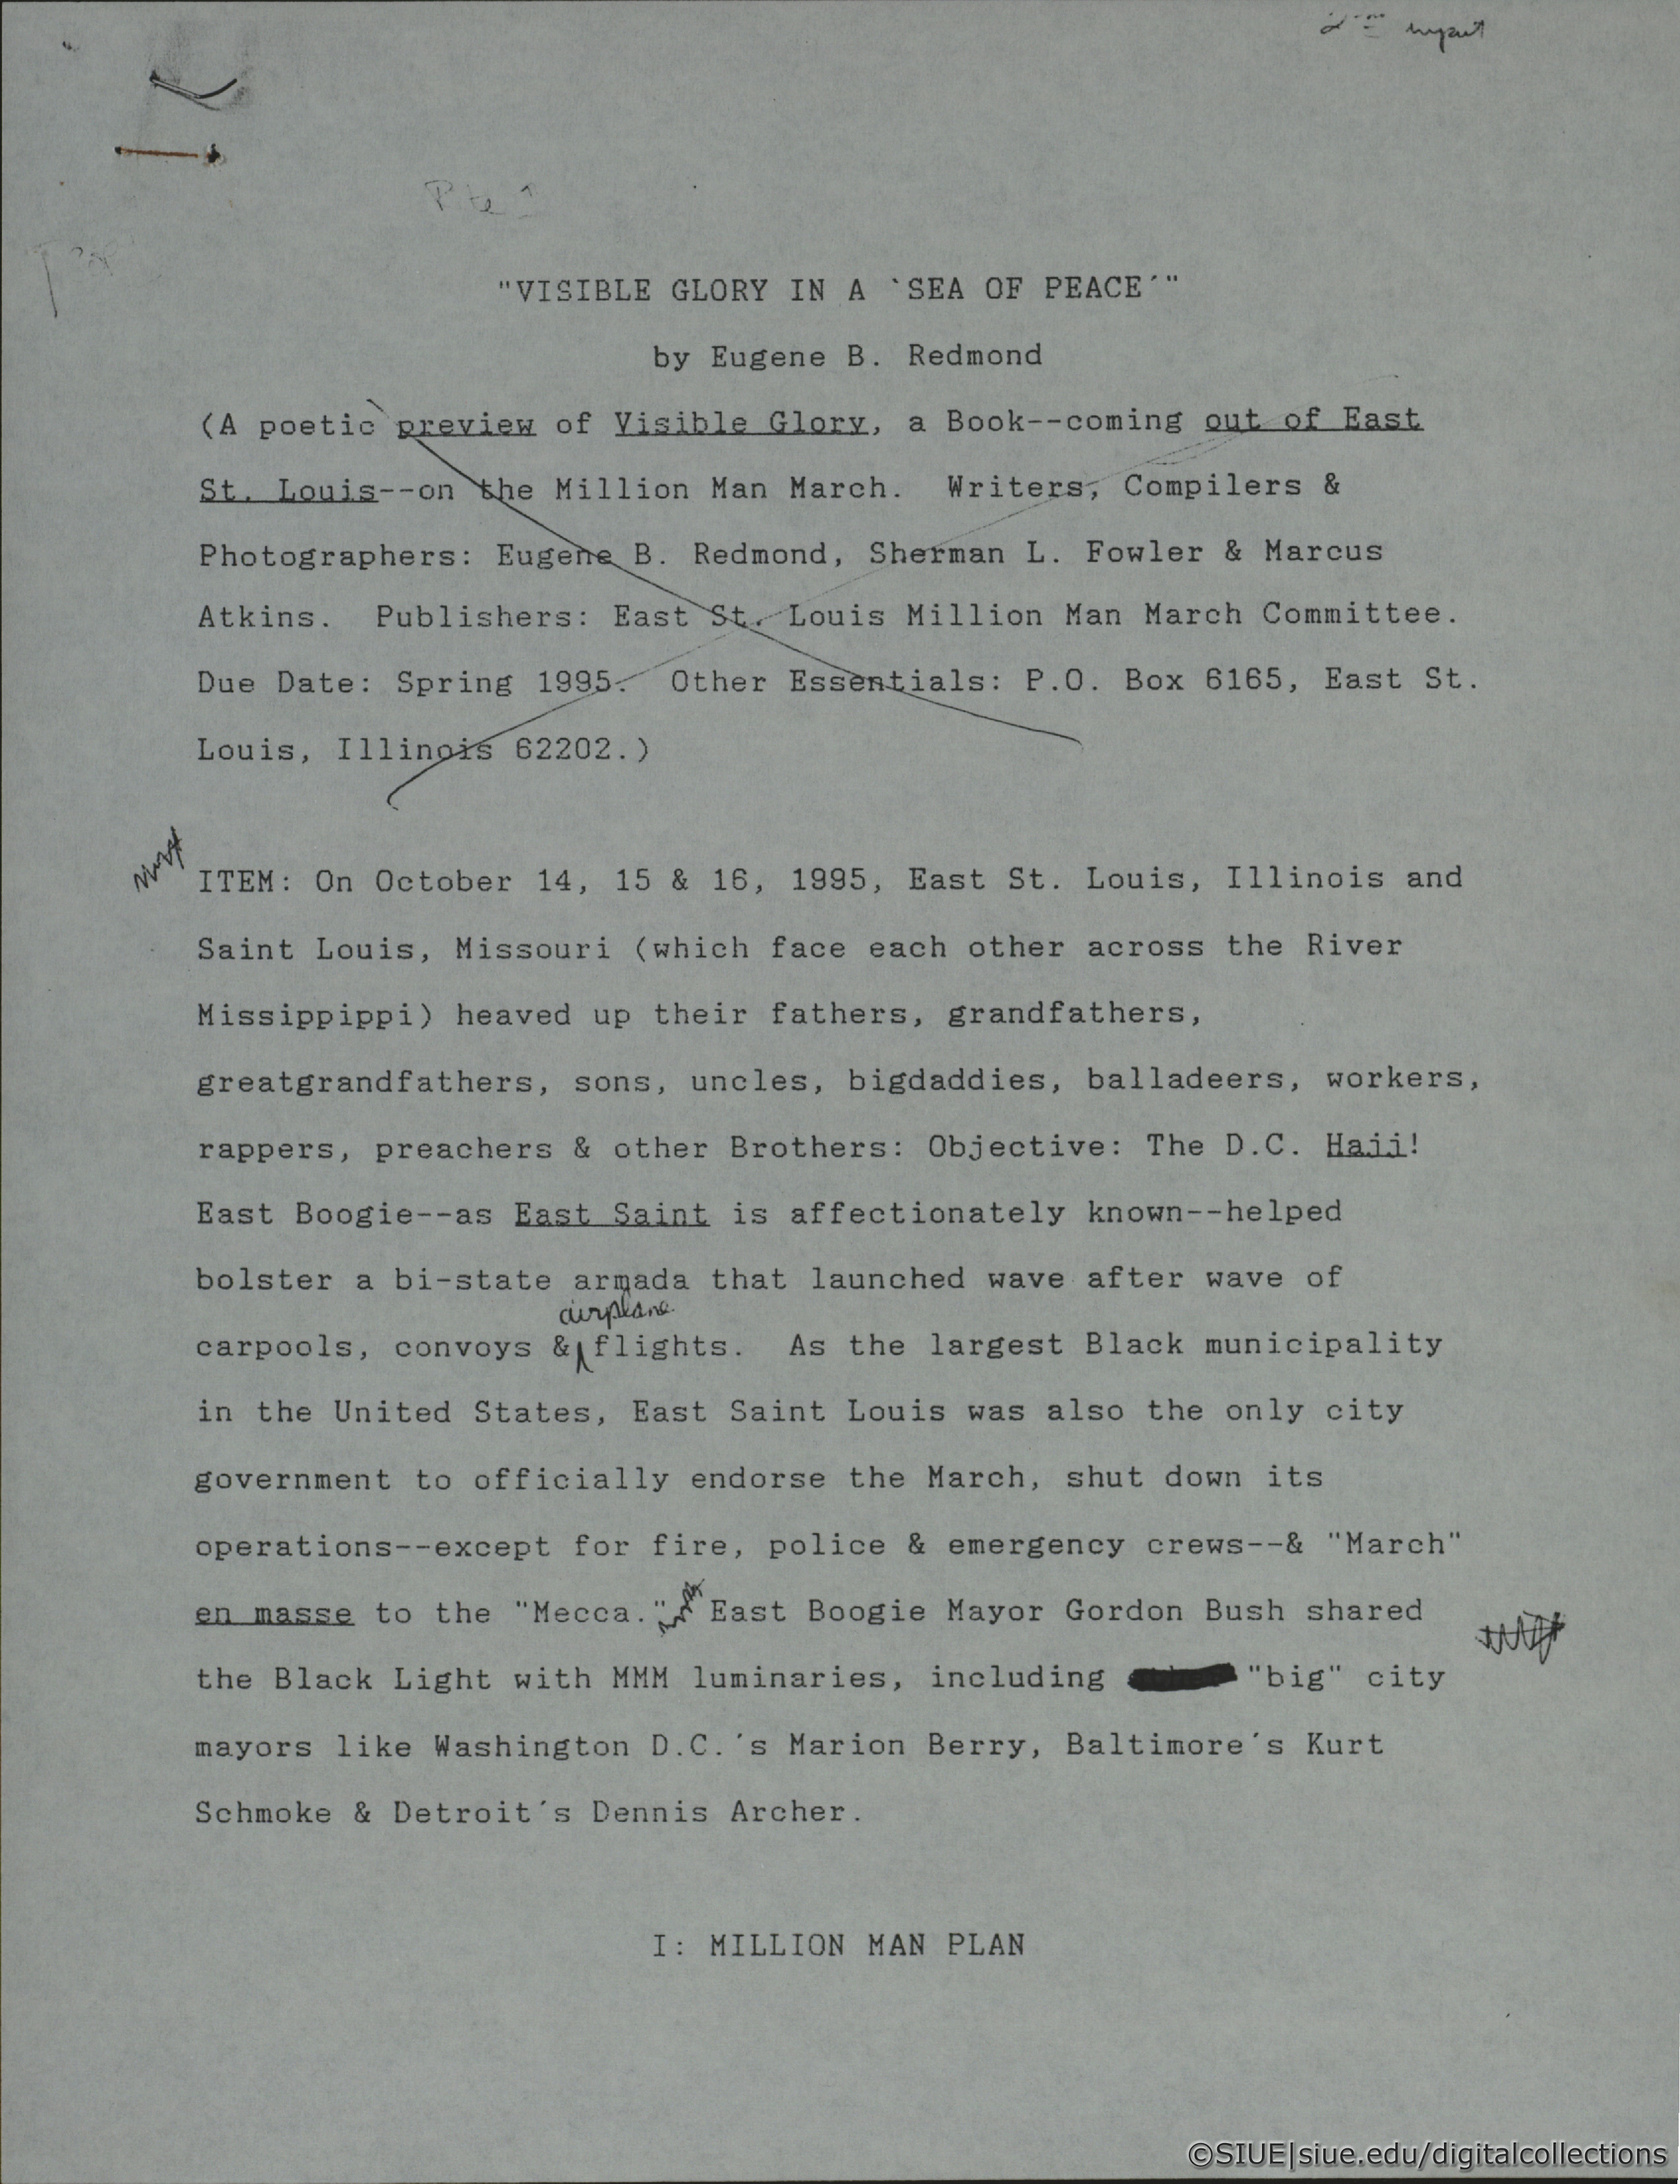 "VISIBLE GLORY IN A `SEA OF PEACE´"
by Eugene B. Redmond
(A poetic preview of Visible Glory, a Book--coming out of East
St. Louis--on the Million Man March. Writers, Compilers &
Photographers: Eugene B. Redmond, Sherman L. Fowler & Marcus
Atkins. Publishers: East St. Louis Million Man March Committee.
Due Date: Spring 1995. Other Essentials: P.O. Box 6165, East St.
Louis, Illinois 62202.)
ITEM: On October 14, 15 & 16, 1995, East St. Louis, Illinois and
Saint Louis, Missouri (which face each other across the River
Missippippi) heaved up their fathers, grandfathers,
greatgrandfathers, sons, uncles, bigdaddies, balladeers, workers,
rappers, preachers & other Brothers: Objective: The D.C. Hajj!
East Boogie--as East Saint is affectionately known--helped
bolster a bi-state armada that launched wave after wave of
airplane
carpools, convoys & flights. As the largest Black municipality
in the United States, East Saint Louis was also the only city
government to officially endorse the March, shut down its
operations--except for fire, police & emergency crews--& "March"
en masse to the "Mecca." East Boogie Mayor Gordon Bush shared
the Black Light with MMM luminaries, including "big" city
mayors like Washington D.C.´s Marion Berry, Baltimore´s Kurt
Schmoke & Detroit´s Dennis Archer.
I: MILLION MAN PLAN
©SIUE|siue.edu/digitalcollections